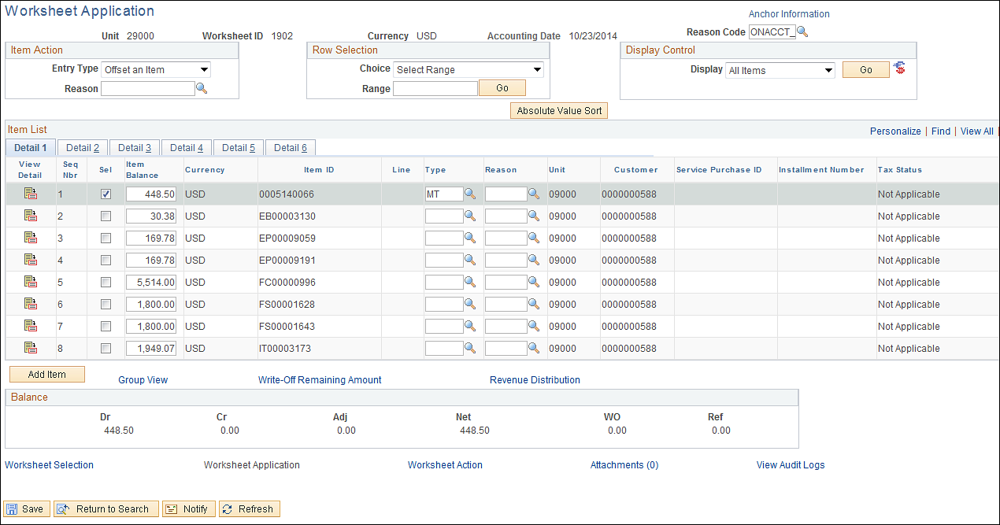 Worksheet Application
Anchor Information
Unit 29000 Worksheet ID 1902 Currency USD Accounting Date 10/23/2014 Reason Code ONACCT_
Item Action Row Selection Display Control
Entry Type Offset an Item Choice Select Range Display All Items Go
Reason Range Go
Absolute Value Sort
Item List Personalize | Find | View All |
Detail 1 Detail 2 Detail 3 Detail 4 Detail 5 Detail 6
View Detail Seq Nbr Sel Item Balance Currency Item ID Line Type Reason Unit Customer Service Purchase ID Installment Number Tax Status
1 448.50 USD 0005140066 MT 09000 0000000588 Not Applicable
2 30.38 USD EB00003130 09000 0000000588 Not Applicable
3 169.78 USD EP00009059 09000 0000000588 Not Applicable
4 169.78 USD EP00009191 09000 0000000588 Not Applicable
5 5,514.00 USD FC00000996 09000 0000000588 Not Applicable
6 1,800.00 USD FS00001628 09000 0000000588 Not Applicable
7 1,800.00 USD FS00001643 09000 0000000588 Not Applicable
8 1,949.07 USD IT00003173 09000 0000000588 Not Applicable
Add Item Group View Write-Off Remaining Amount Revenue Distribution
Balance
Dr Cr Adj Net WO Ref
448.50 0.00 0.00 448.50 0.00 0.00
Worksheet Selection Worksheet Application Worksheet Action Attachments (0) View Audit Logs
Save Return to Search Notify Refresh